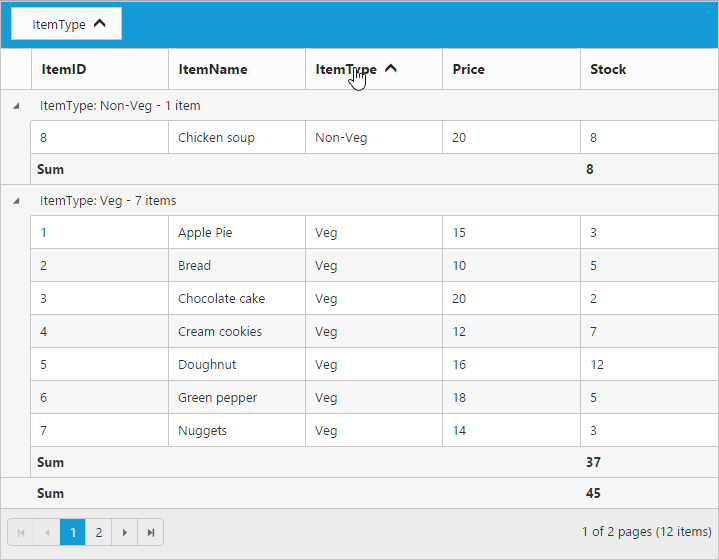 ItemType
ItemID ItemName ItemType Price Stock
ItemType: Non-Veg - 1 item
8 Chicken soup Non-Veg 20 8
Sum 8
ItemType: Veg - 7 items
1 Apple Pie Veg 15 3
2 Bread Veg 10 5
3 Chocolate cake Veg 20 2
4 Cream cookies Veg 12 7
5 Doughnut Veg 16 12
6 Green pepper Veg 18 5
7 Nuggets Veg 14 3
Sum 37
Sum 45
1 2 1 of 2 pages (12 items)